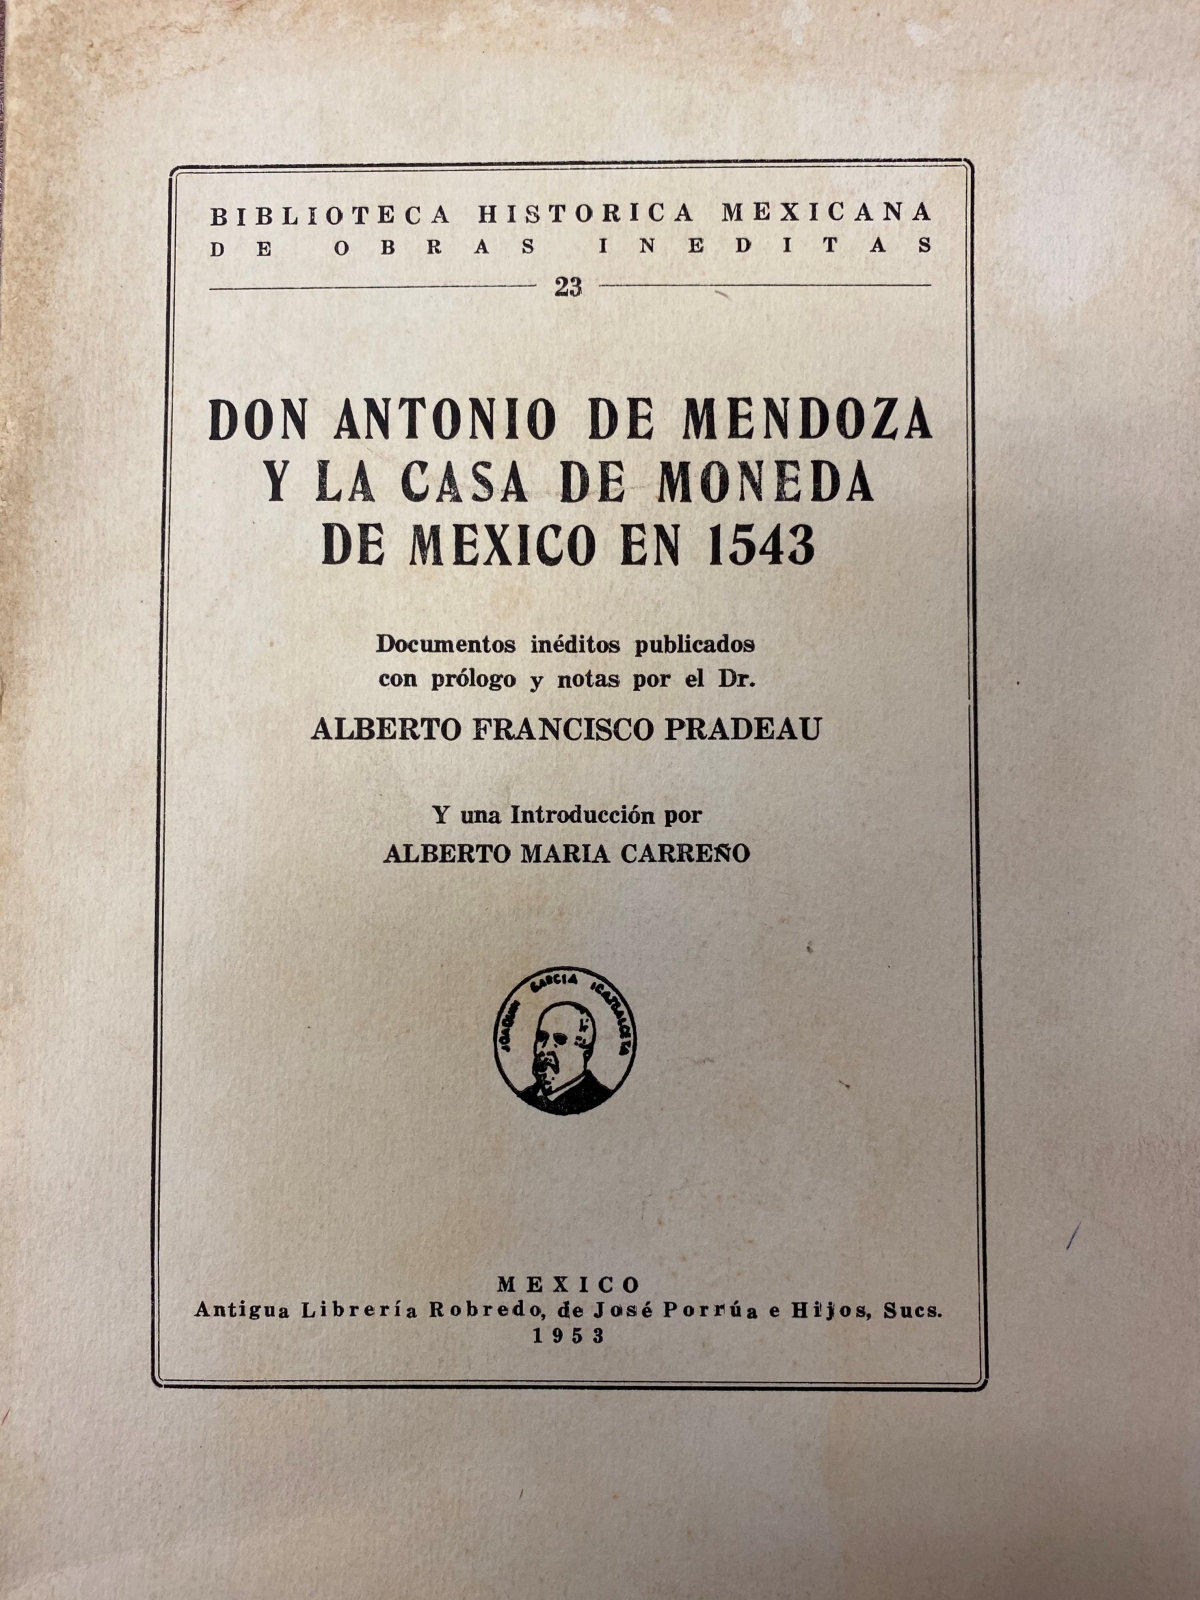 BIBLIOTECA HISTORICA MEXICANA
DE OBRAS INEDITAS
23
DON ANTONIO DE MENDOZA
Y LA CASA DE MONEDA
DE MEXICO EN 1543
Documentos inéditos publicados
con prólogo y notas por el Dr.
ALBERTO FRANCISCO PRADEAU
Y una Introducción por
ALBERTO MARIA CARREÑO
JOAQUIN GARCIA ICAZBALCETA
MEXICO
Antigua Librería Robredo, de José Porrúa e Hijos, Sucs.
1953